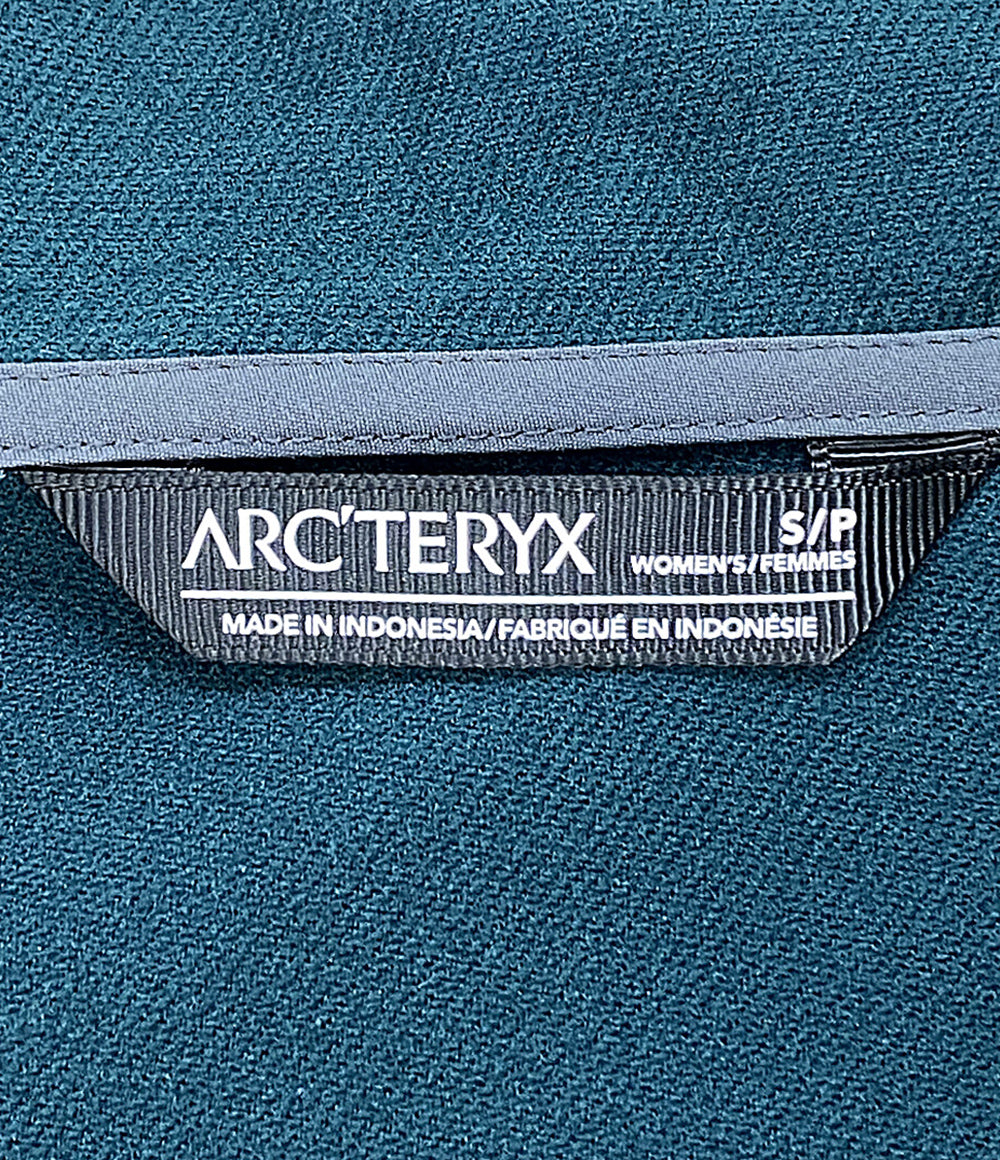 ARC'TERYX
S/P
WOMEN'S/FEMMES
MADE IN INDONESIA/FABRIQUÉ EN INDONÉSIE